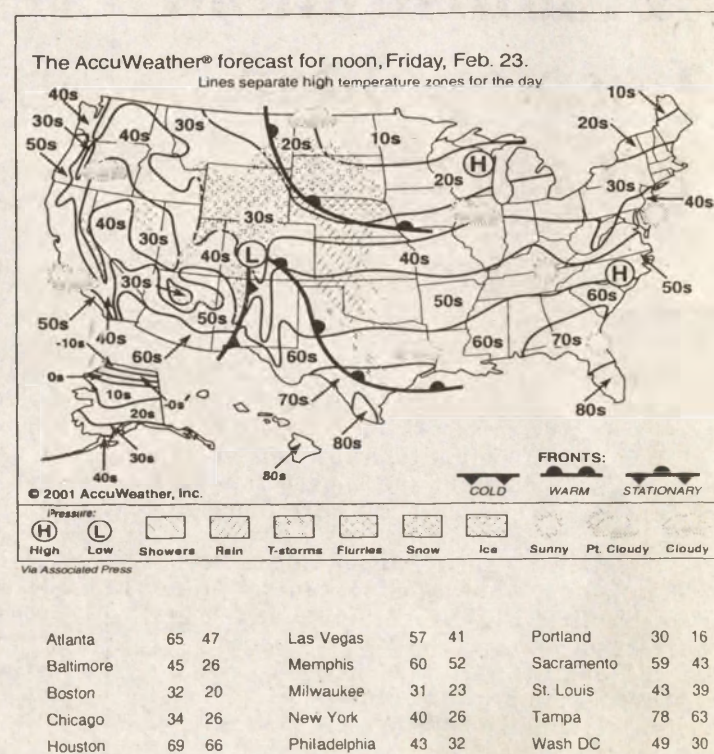 The AccuWeather® forecast for noon, Friday, Feb. 23.
Lines separate high temperature zones for the day
40s
30s
50s
40s
30s
20s
10s
20s
10s
20s
30s
40s
40s
30s
30s
40s
L
H
40s
30s
50s
50s
H
60s
50s
50s
40s
60s
60s
60s
70s
-10s
0s
10s
-0s
20s
30s
40s
70s
80s
80s
80s
FRONTS:
COLD WARM STATIONARY
© 2001 AccuWeather, Inc.
Pressure:
H L
High Low Showers Rain T-storms Flurries Snow Ice Sunny Pt. Cloudy Cloudy
Via Associated Press
Atlanta 65 47 Las Vegas 57 41 Portland 30 16
Baltimore 45 26 Memphis 60 52 Sacramento 59 43
Boston 32 20 Milwaukee 31 23 St. Louis 43 39
Chicago 34 26 New York 40 26 Tampa 78 63
Houston 69 66 Philadelphia 43 32 Wash DC 49 30